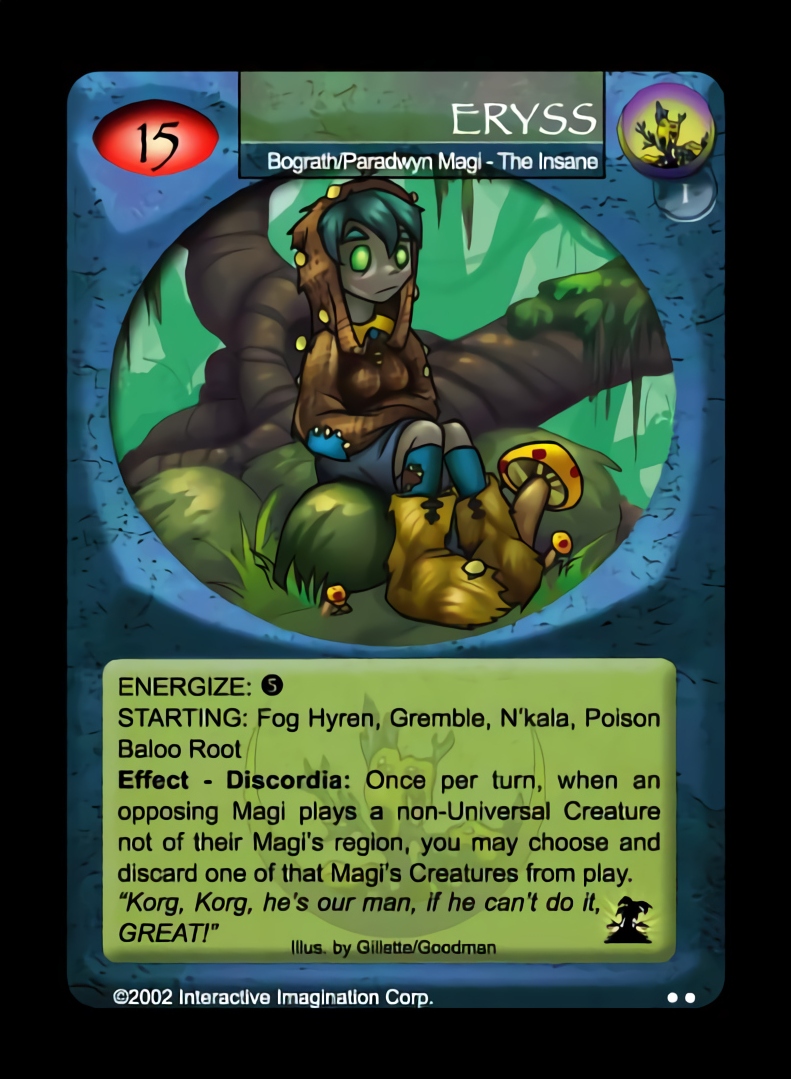 15
ERYSS
Bograth/Paradwyn Magi - The Insane
1
ENERGIZE: 5
STARTING: Fog Hyren, Gremble, N'kala, Poison
Baloo Root
Effect - Discordia: Once per turn, when an
opposing Magi plays a non-Universal Creature
not of their Magi's region, you may choose and
discard one of that Magi's Creatures from play.
“Korg, Korg, he's our man, if he can't do it,
GREAT!”
Illus. by Gillette/Goodman
©2002 Interactive Imagination Corp.